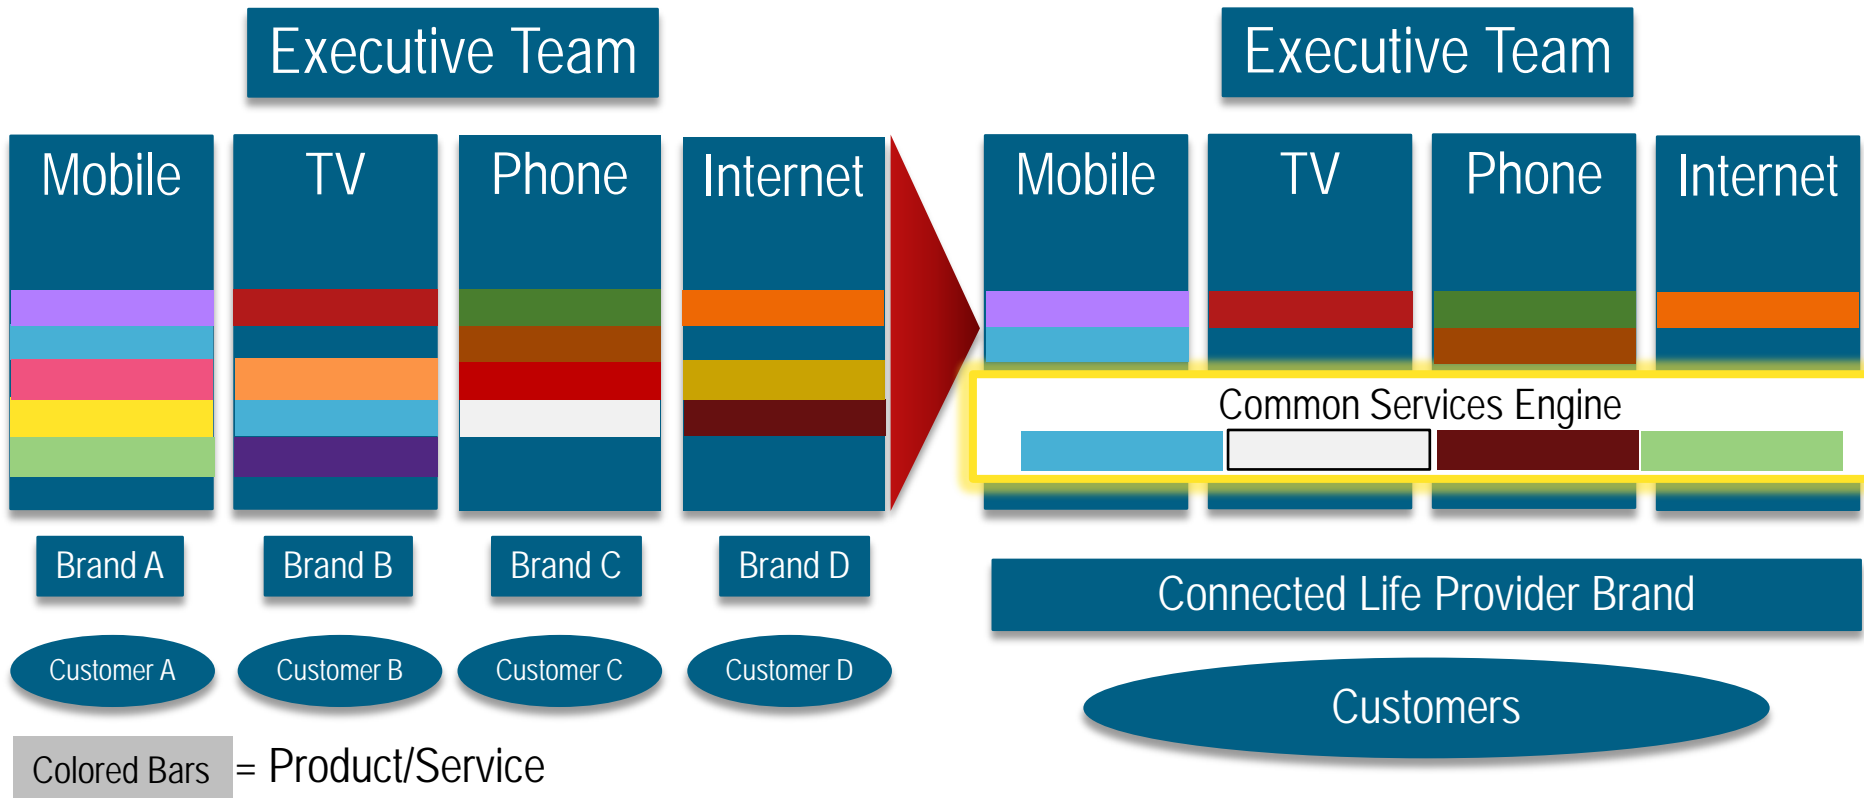 Executive Team
Mobile
TV
Phone
Internet
Brand A
Brand B
Brand C
Brand D
Customer A
Customer B
Customer C
Customer D
Colored Bars = Product/Service
Executive Team
Mobile
TV
Phone
Internet
Common Services Engine
Connected Life Provider Brand
Customers